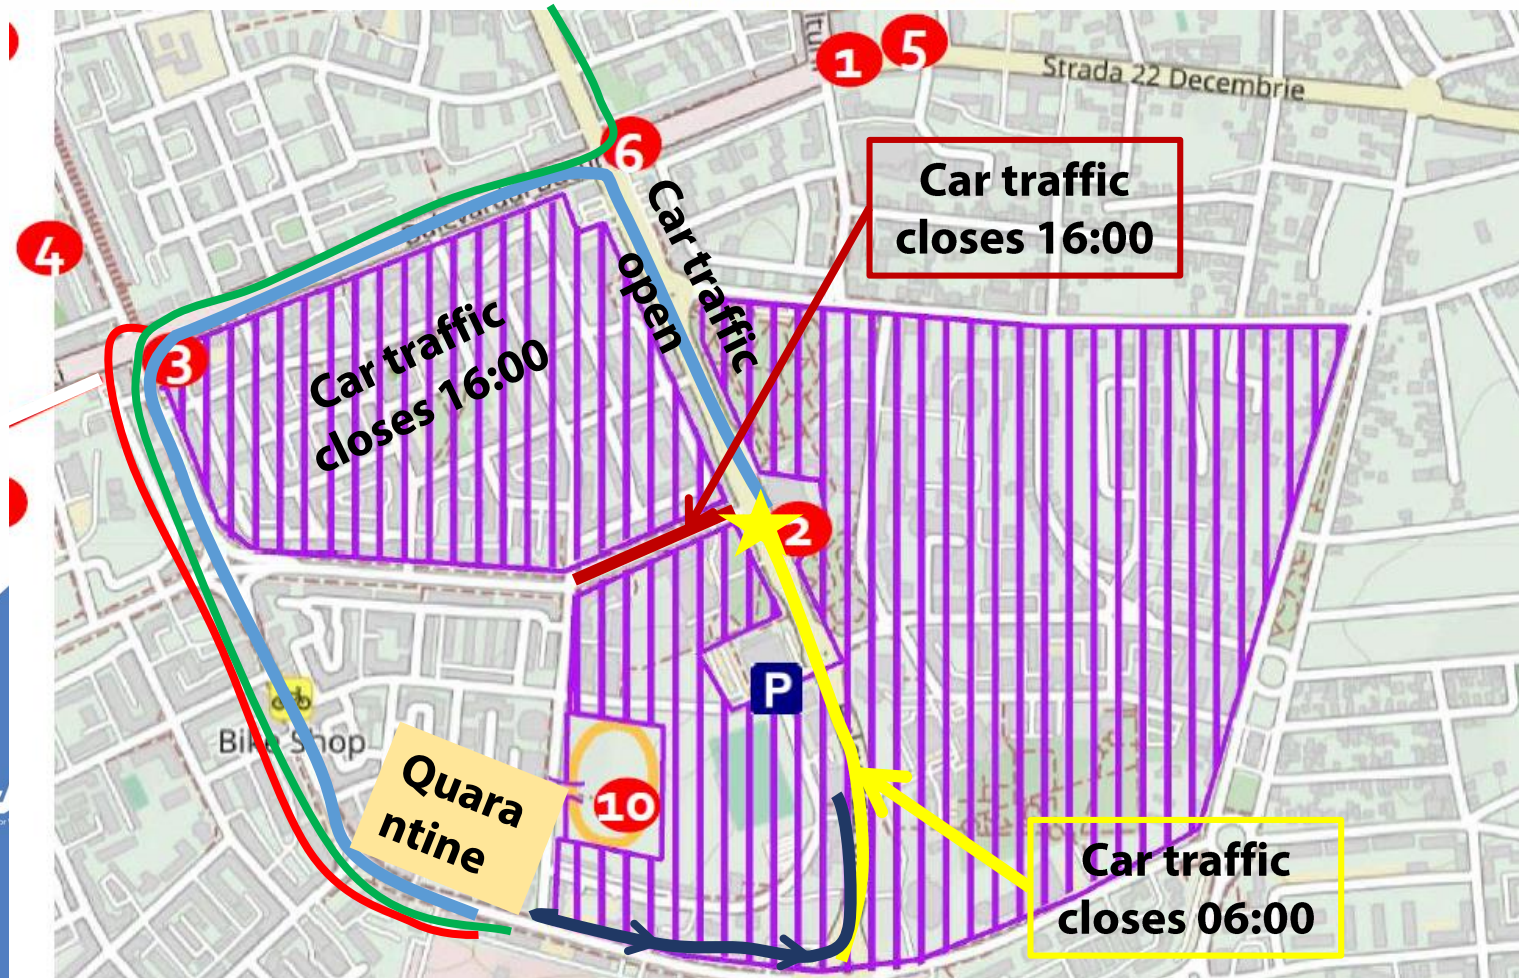 1
5
Strada 22 Decembrie
6
Car traffic
closes 16:00
Car traffic
open
4
Car traffic
closes 16:00
3
2
P
Bike Shop
Quara
ntine
10
Car traffic
closes 06:00